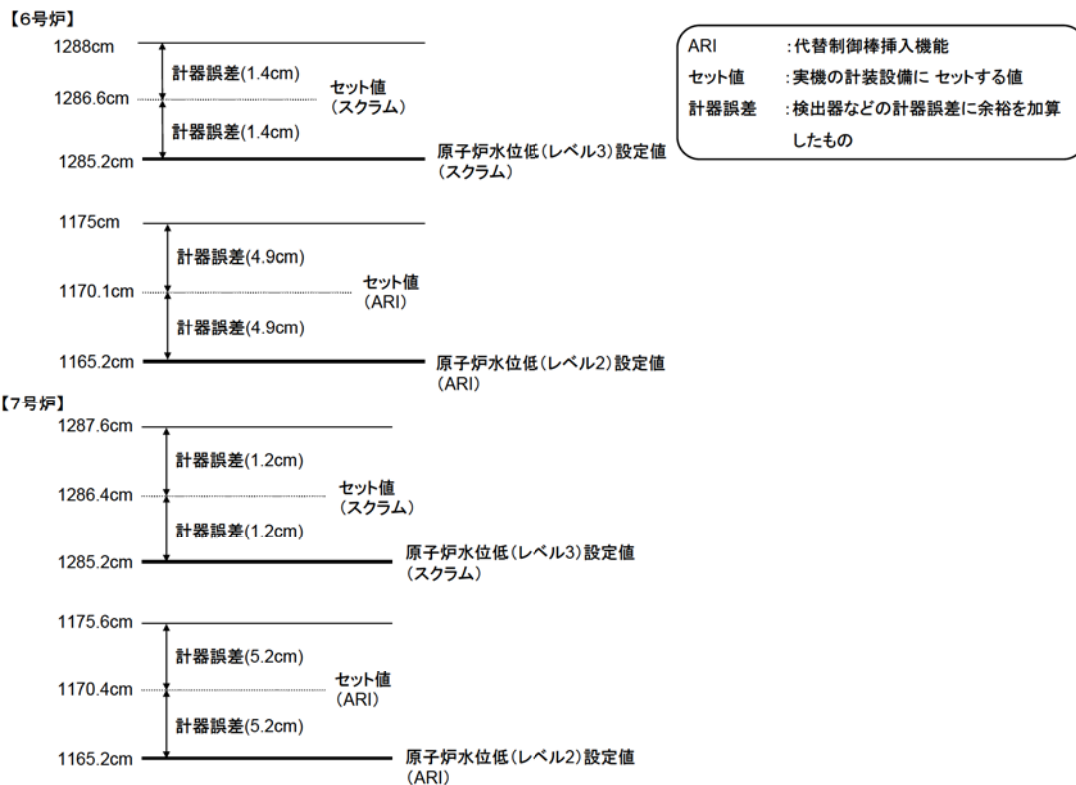 【6号炉】
1288cm
計器誤差(1.4cm)
1286.6cm
セット値
(スクラム)
計器誤差(1.4cm)
1285.2cm
原子炉水位低(レベル3)設定値
(スクラム)
1175cm
計器誤差(4.9cm)
1170.1cm
セット値
(ARI)
計器誤差(4.9cm)
1165.2cm
原子炉水位低(レベル2)設定値
(ARI)
ARI :代替制御棒挿入機能
セット値 :実機の計装設備に セットする値
計器誤差 :検出器などの計器誤差に余裕を加算
したもの
【7号炉】
1287.6cm
計器誤差(1.2cm)
1286.4cm
セット値
(スクラム)
計器誤差(1.2cm)
1285.2cm
原子炉水位低(レベル3)設定値
(スクラム)
1175.6cm
計器誤差(5.2cm)
1170.4cm
セット値
(ARI)
計器誤差(5.2cm)
1165.2cm
原子炉水位低(レベル2)設定値
(ARI)